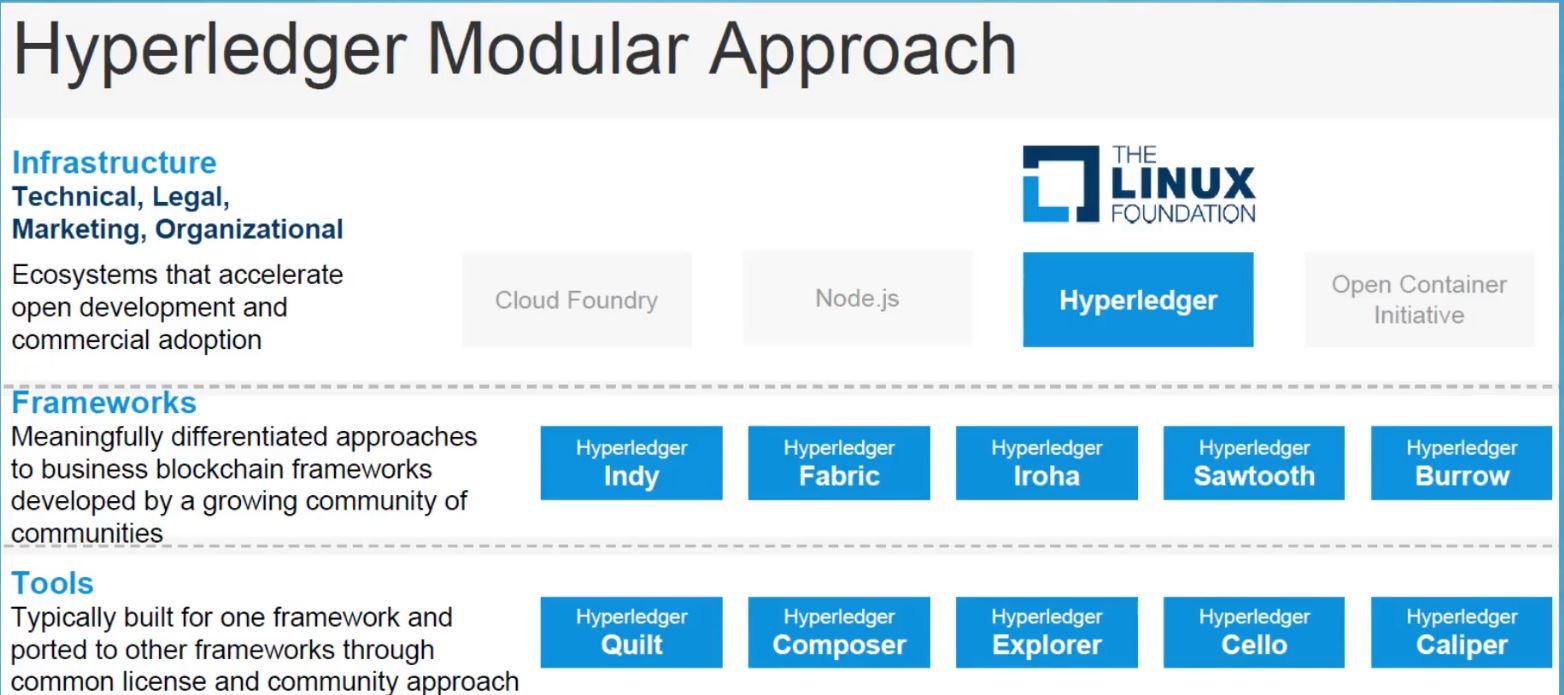 Hyperledger Modular Approach
Infrastructure
Technical, Legal,
Marketing, Organizational
Ecosystems that accelerate
open development and
commercial adoption
THE
LINUX
FOUNDATION
Cloud Foundry
Node.js
Hyperledger
Open Container
Initiative
Frameworks
Meaningfully differentiated approaches
to business blockchain frameworks
developed by a growing community of
communities
Hyperledger
Indy
Hyperledger
Fabric
Hyperledger
Iroha
Hyperledger
Sawtooth
Hyperledger
Burrow
Tools
Typically built for one framework and
ported to other frameworks through
common license and community approach
Hyperledger
Quilt
Hyperledger
Composer
Hyperledger
Explorer
Hyperledger
Cello
Hyperledger
Caliper